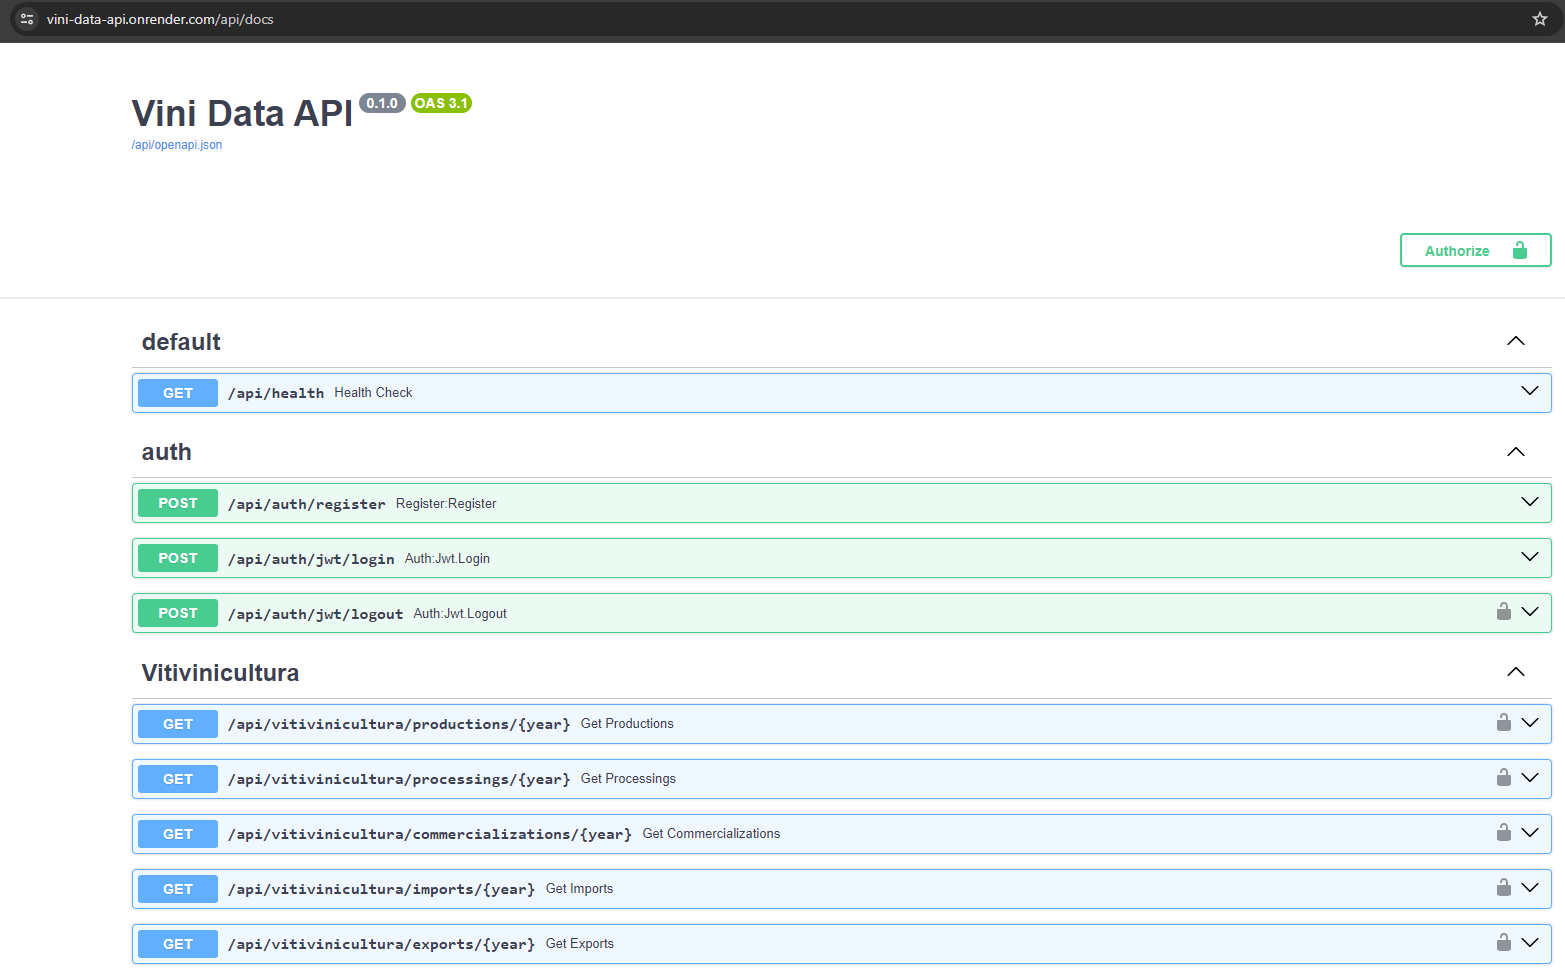 vini-data-api.onrender.com/api/docs
Vini Data API 0.1.0 OAS 3.1
/api/openapi.json
Authorize
default
GET /api/health Health Check
auth
POST /api/auth/register Register:Register
POST /api/auth/jwt/login Auth:Jwt.Login
POST /api/auth/jwt/logout Auth:Jwt.Logout
Vitivinicultura
GET /api/vitivinicultura/productions/{year} Get Productions
GET /api/vitivinicultura/processings/{year} Get Processings
GET /api/vitivinicultura/commercializations/{year} Get Commercializations
GET /api/vitivinicultura/imports/{year} Get Imports
GET /api/vitivinicultura/exports/{year} Get Exports